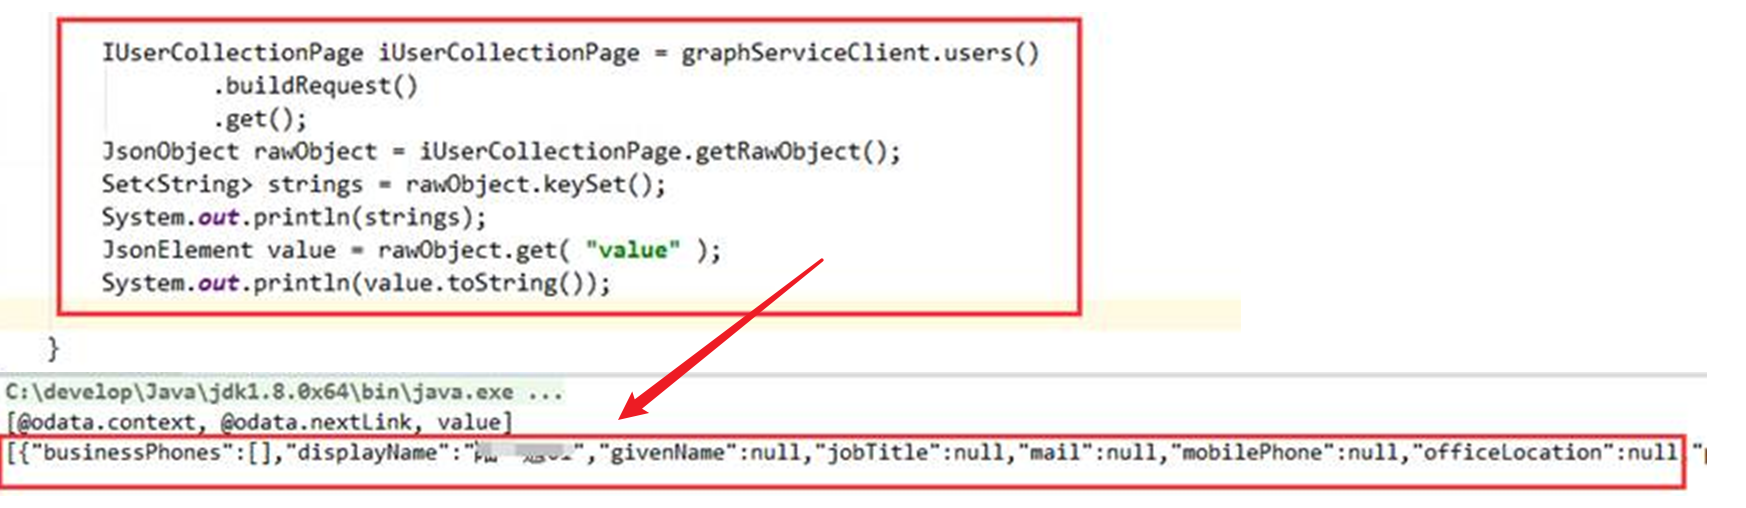 IUserCollectionPage iUserCollectionPage = graphServiceClient.users()
.buildRequest()
.get();
JsonObject rawObject = iUserCollectionPage.getRawObject();
Set<String> strings = rawObject.keySet();
System.out.println(strings);
JsonElement value = rawObject.get( "value" );
System.out.println(value.toString());
}
C:\develop\Java\jdk1.8.0x64\bin\java.exe ...
[@odata.context, @odata.nextLink, value]
[{"businessPhones":[],"displayName":"","givenName":null,"jobTitle":null,"mail":null,"mobilePhone":null,"officeLocation":null,"